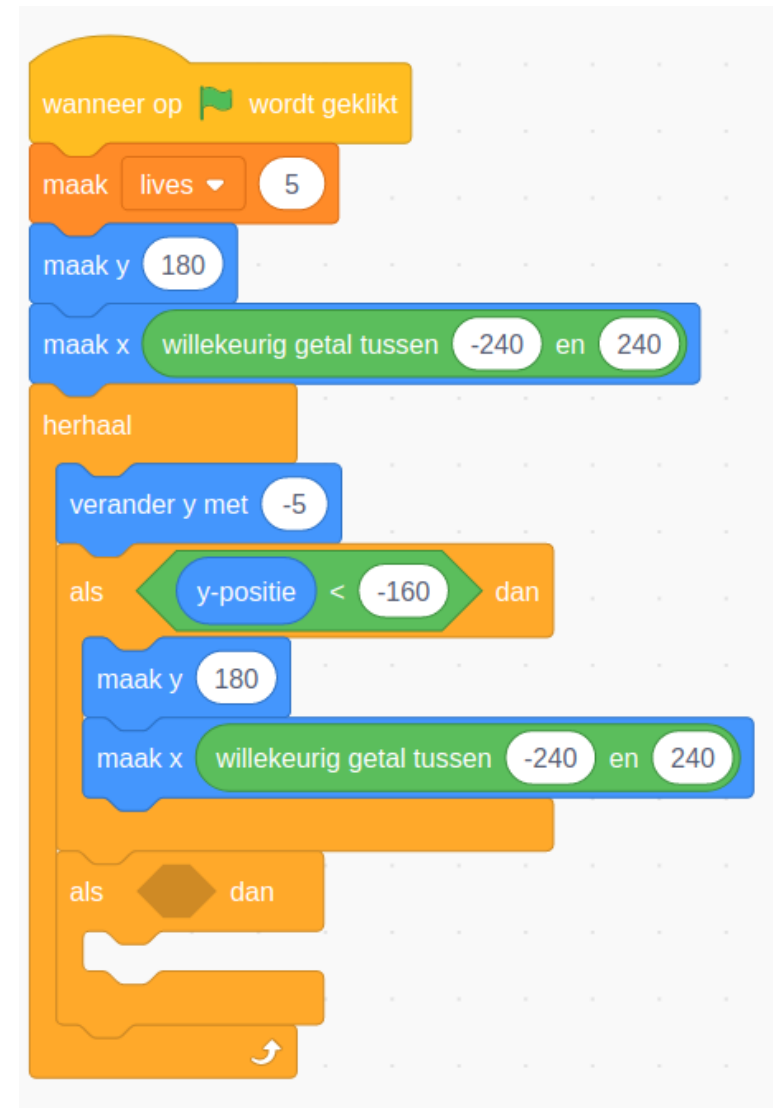 wanneer op wordt geklikt
maak lives 5
maak y 180
maak x willekeurig getal tussen -240 en 240
herhaal
verander y met -5
als y-positie < -160 dan
maak y 180
maak x willekeurig getal tussen -240 en 240
als dan